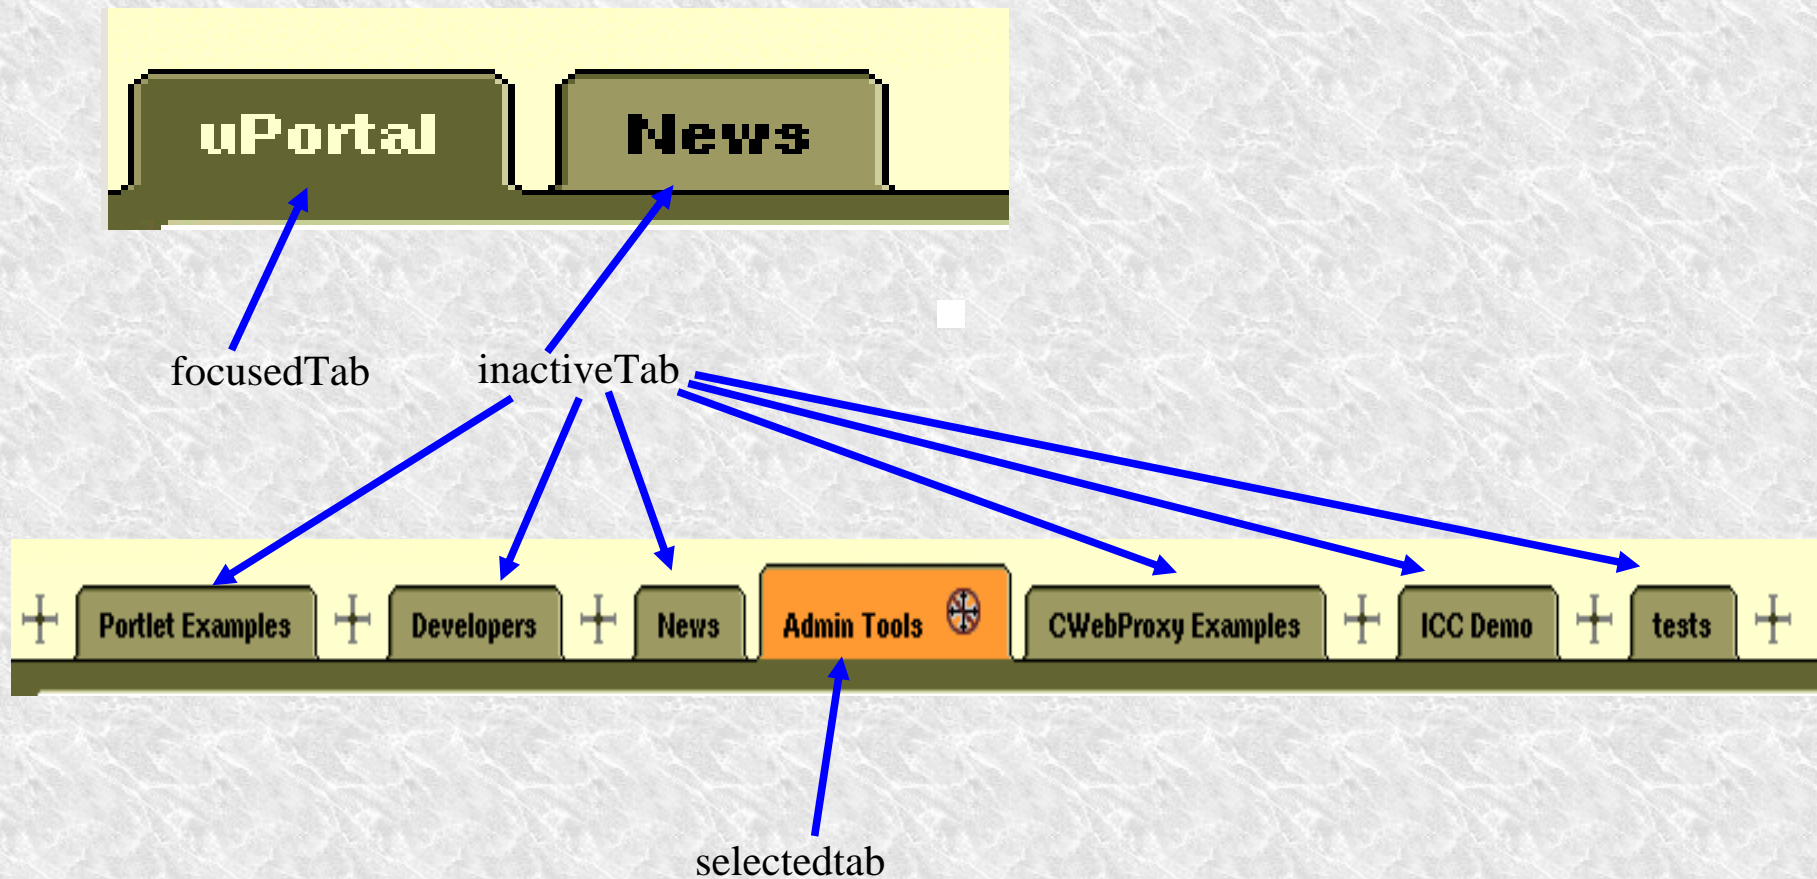 uPortal News
focusedTab inactiveTab
Portlet Examples Developers News Admin Tools CWebProxy Examples ICC Demo tests
selectedtab